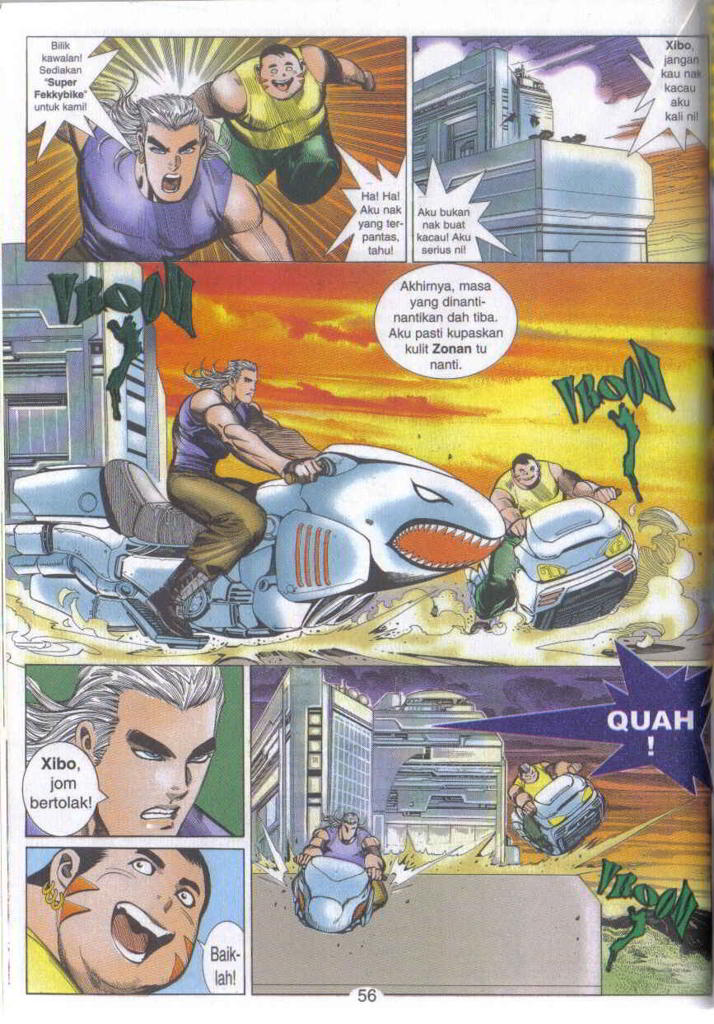 Bilik
kawalan!
Sediakan
"Super
Fekkybike"
untuk kami!
Ha! Ha!
Aku nak
yang ter-
pantas,
tahu!
Xibo,
jangan
kau nak
kacau
aku
kali ni!
Aku bukan
nak buat
kacau! Aku
serius ni!
VROOM
Akhirnya, masa
yang dinanti-
nantikan dah tiba.
Aku pasti kupaskan
kulit Zonan tu
nanti.
VROOM
Xibo,
jom
bertolak!
QUAH
!
Baik-
lah!
VROOM
56